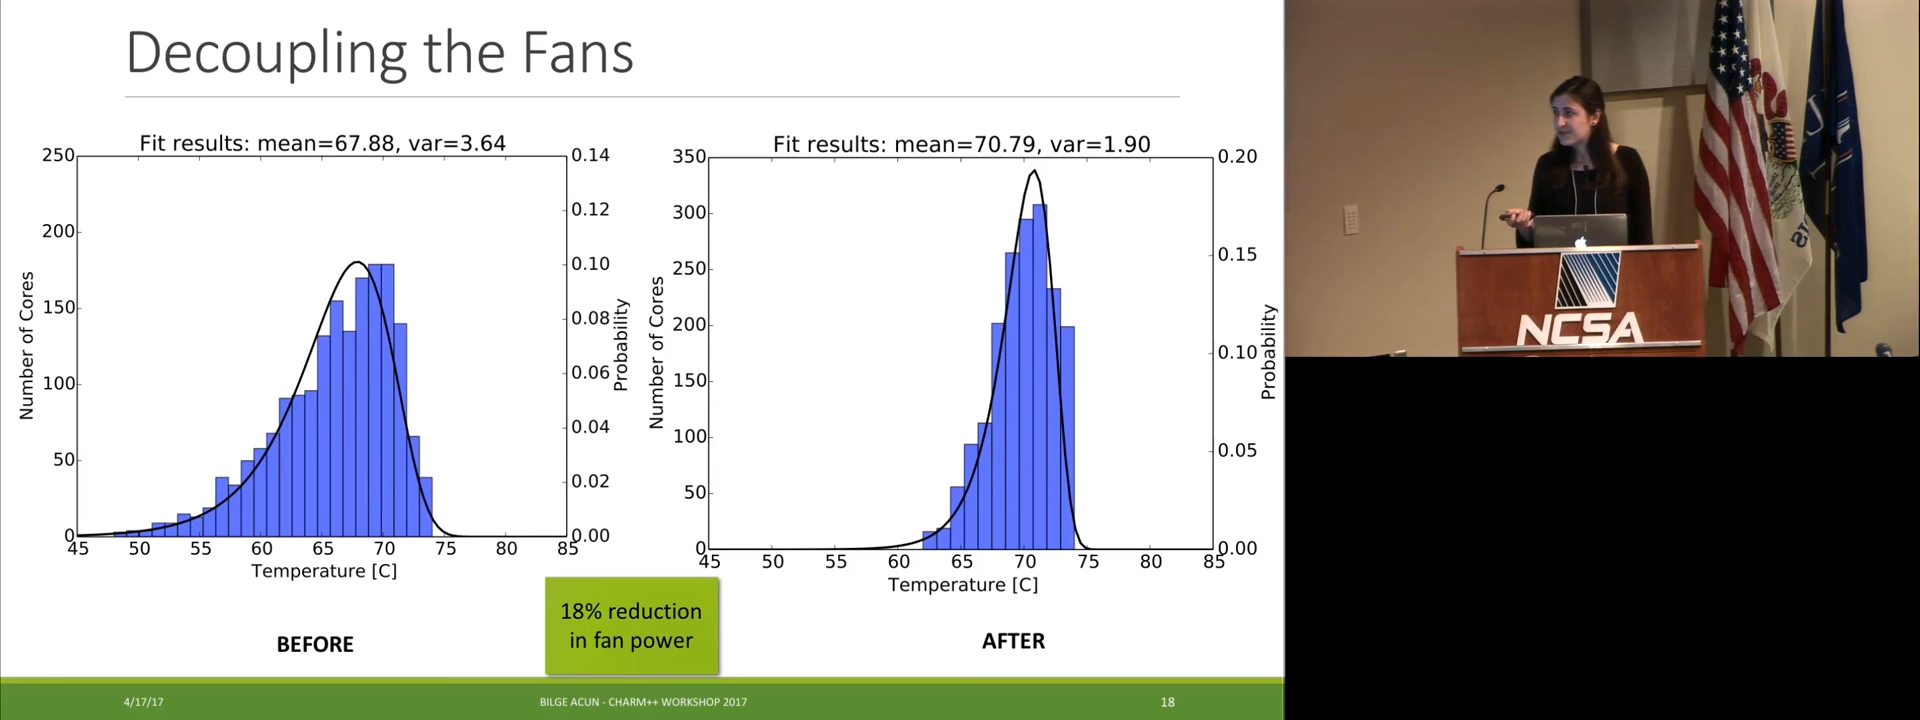 Decoupling the Fans
Fit results: mean=67.88, var=3.64
250
200
150
100
50
0
Number of Cores
0.14
0.12
0.10
0.08
0.06
0.04
0.02
0.00
Probability
45 50 55 60 65 70 75 80 85
Temperature [C]
BEFORE
Fit results: mean=70.79, var=1.90
350
300
250
200
150
100
50
0
Number of Cores
0.20
0.15
0.10
0.05
0.00
Probability
45 50 55 60 65 70 75 80 85
Temperature [C]
AFTER
18% reduction
in fan power
4/17/17
BILGE ACUN - CHARM++ WORKSHOP 2017
18
NCSA